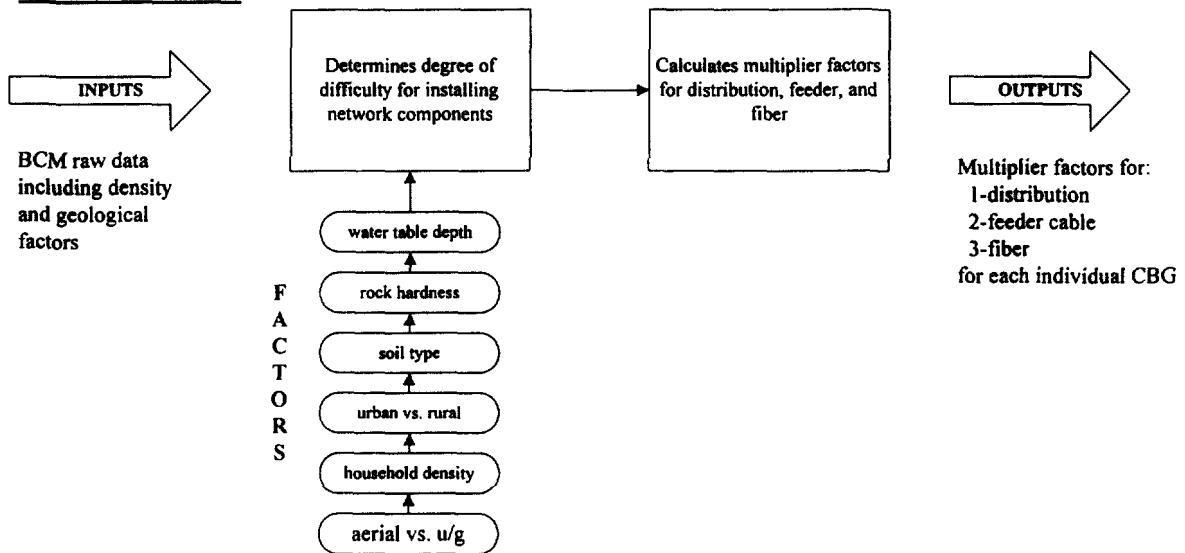 INPUTS
BCM raw data
including density
and geological
factors
Determines degree of
difficulty for installing
network components
Calculates multiplier factors
for distribution, feeder, and
fiber
OUTPUTS
Multiplier factors for:
1-distribution
2-feeder cable
3-fiber
for each individual CBG
FACTORS
water table depth
rock hardness
soil type
urban vs. rural
household density
aerial vs. u/g